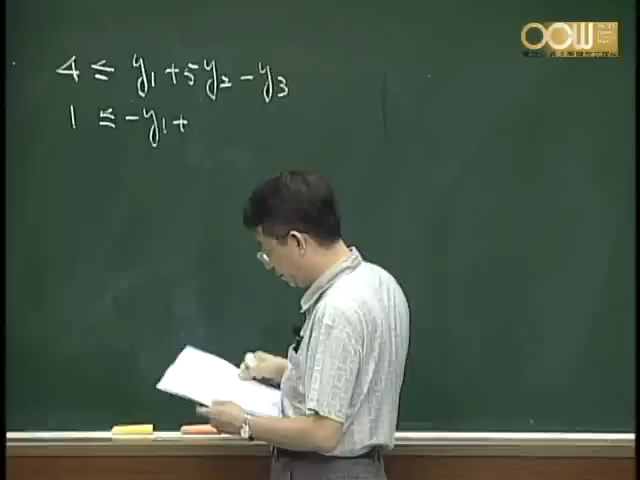 4 ≤ y₁ + 5y₂ - y₃
1 ≤ -y₁ +
OCW